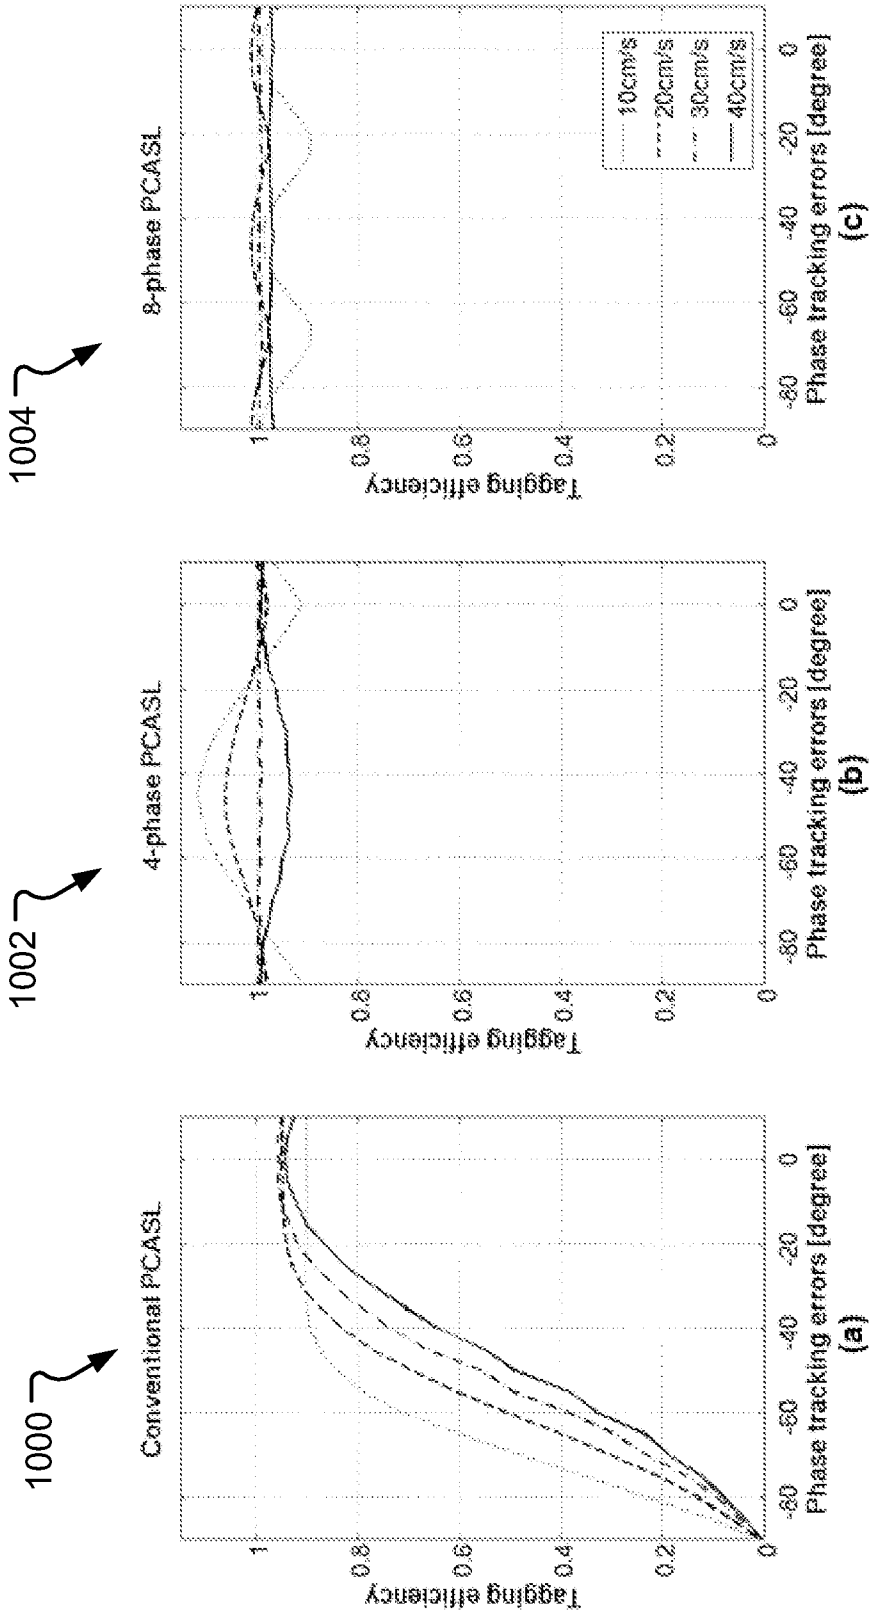 1000
Conventional PCASL
Tagging efficiency
1
0.8
0.6
0.4
0.2
0
-80
-60
-40
-20
0
Phase tracking errors [degree]
(a)
1002
4-phase PCASL
Tagging efficiency
1
0.8
0.6
0.4
0.2
0
-80
-60
-40
-20
0
Phase tracking errors [degree]
(b)
1004
8-phase PCASL
Tagging efficiency
1
0.8
0.6
0.4
0.2
0
-80
-60
-40
-20
0
10cm/s
20cm/s
30cm/s
40cm/s
Phase tracking errors [degree]
(c)